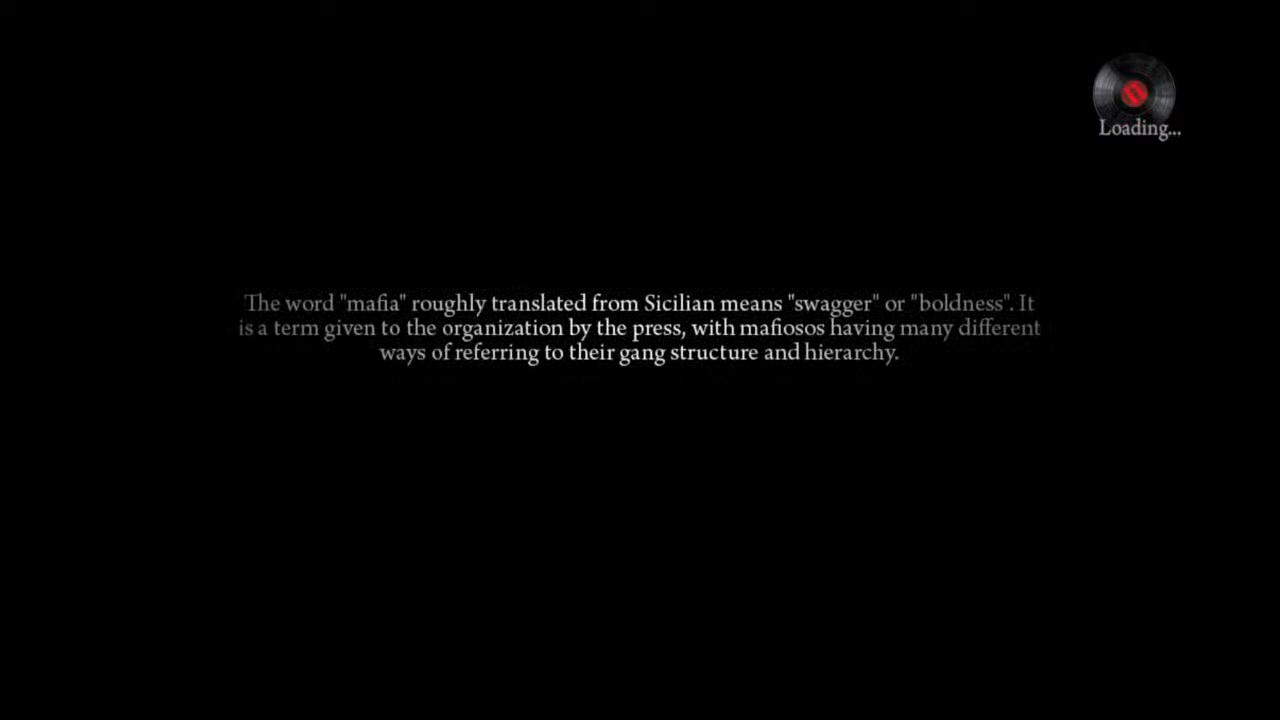 Loading...
The word "mafia" roughly translated from Sicilian means "swagger" or "boldness". It
is a term given to the organization by the press, with mafiosos having many different
ways of referring to their gang structure and hierarchy.